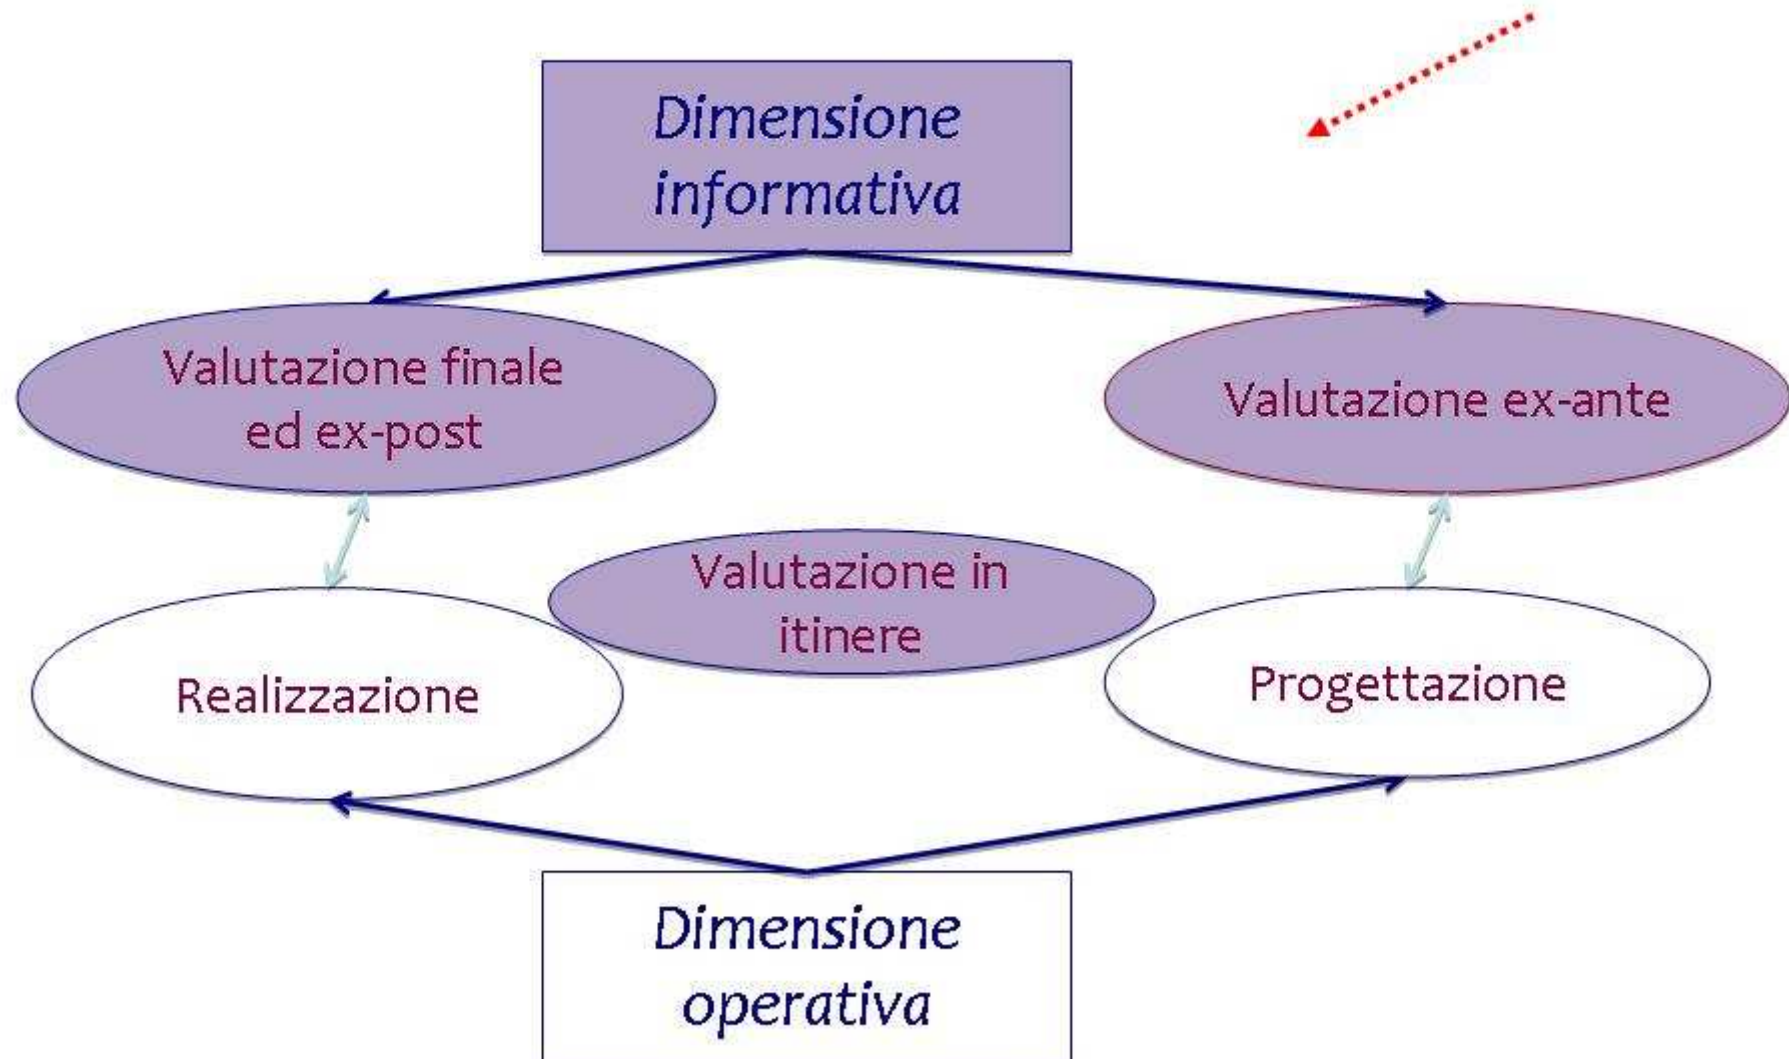 Dimensione
informativa
Valutazione finale
ed ex-post
Valutazione ex-ante
Valutazione in
itinere
Realizzazione
Progettazione
Dimensione
operativa